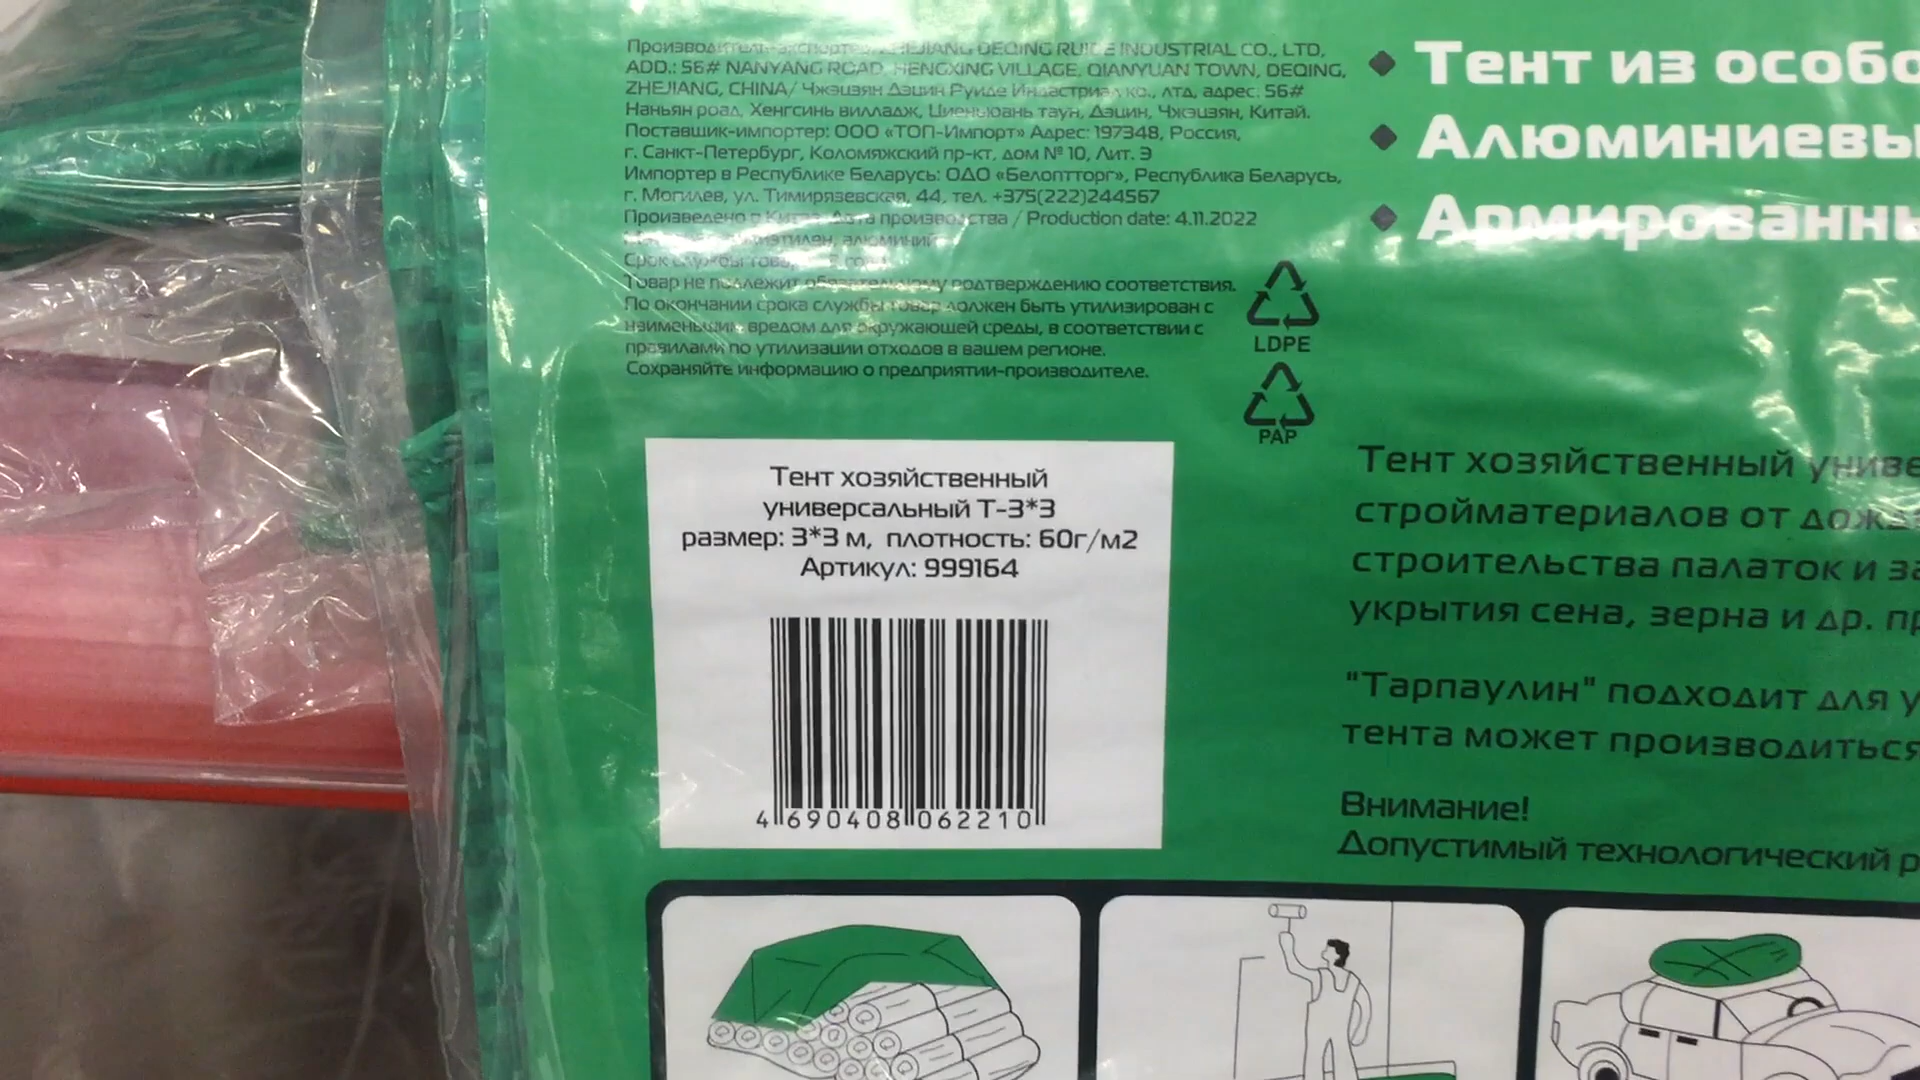 Производитель-экспортер: ZHEJIANG DEQING RUIDE INDUSTRIAL CO., LTD,
ADD.: 56# NANYANG ROAD, HENGXING VILLAGE, QIANYUAN TOWN, DEQING,
ZHEJIANG, CHINA/ Чжэцзян Дэцин Руиде Индастриал ко., лтд, адрес: 56#
Наньян роад, Хенгсинь вилладж, Циеньюань таун, Дэцин, Чжэцзян, Китай.
Поставщик-импортер: ООО «ТОП-Импорт» Адрес: 197348, Россия,
г. Санкт-Петербург, Коломяжский пр-кт, дом № 10, Лит. Э
Импортер в Республике Беларусь: ОДО «Белоптторг», Республика Беларусь,
г. Могилев, ул. Тимирязевская, 44, тел. +375(222)244567
Произведено в Китае. Дата производства / Production date: 4.11.2022
алюминий
Срок службы товара
Товар не подлежит обязательному подтверждению соответствия.
По окончании срока службы товар должен быть утилизирован с
наименьшим вредом для окружающей среды, в соответствии с
правилами по утилизации отходов в вашем регионе.
Сохраняйте информацию о предприятии-производителе.
LDPE
PAP
Тент хозяйственный
универсальный Т-3*3
размер: 3*3 м, плотность: 60г/м2
Артикул: 999164
4 690408 062210
Тент из особо
Алюминиевы
Армированны
Тент хозяйственный униве
стройматериалов от дожд
строительства палаток и за
укрытия сена, зерна и др. пр
"Тарпаулин" подходит для у
тента может производиться
Внимание!
Допустимый технологический р